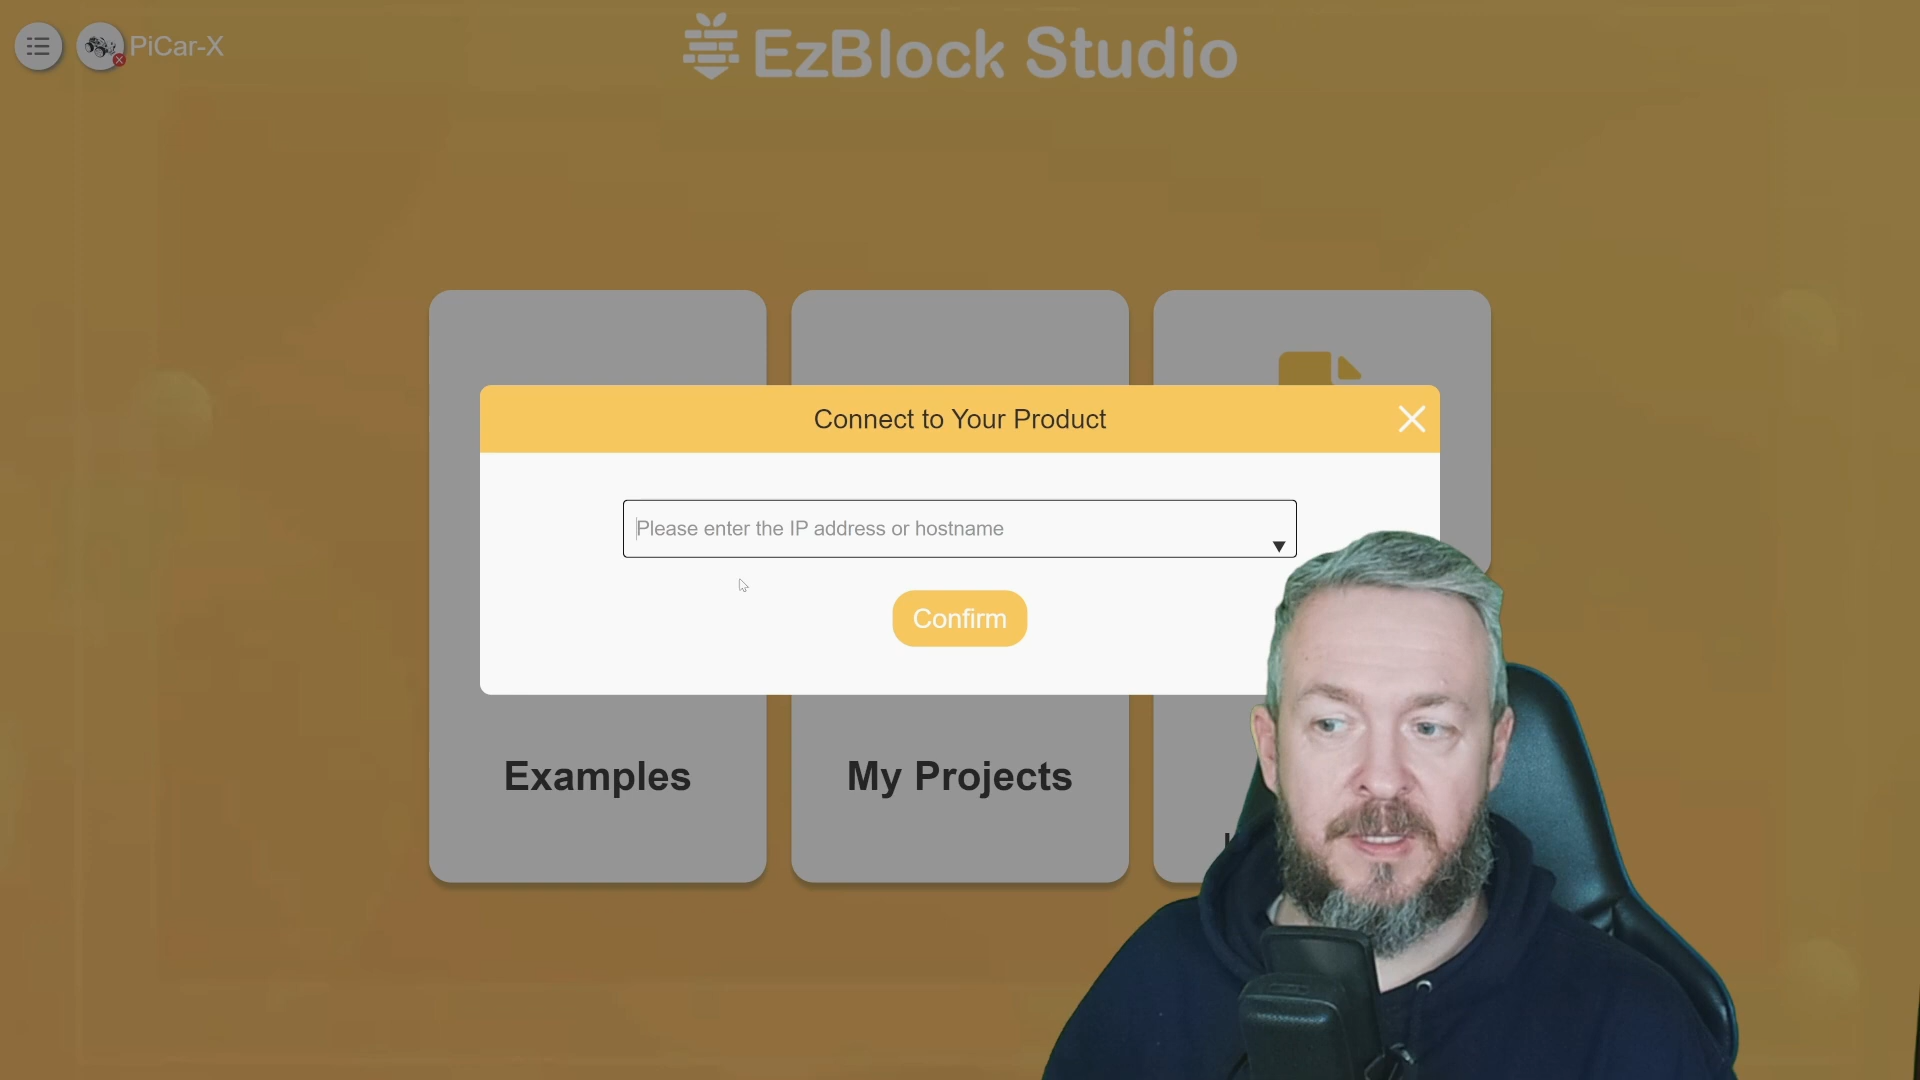 PiCar-X
EzBlock Studio
Connect to Your Product
Please enter the IP address or hostname
Confirm
Examples
My Projects